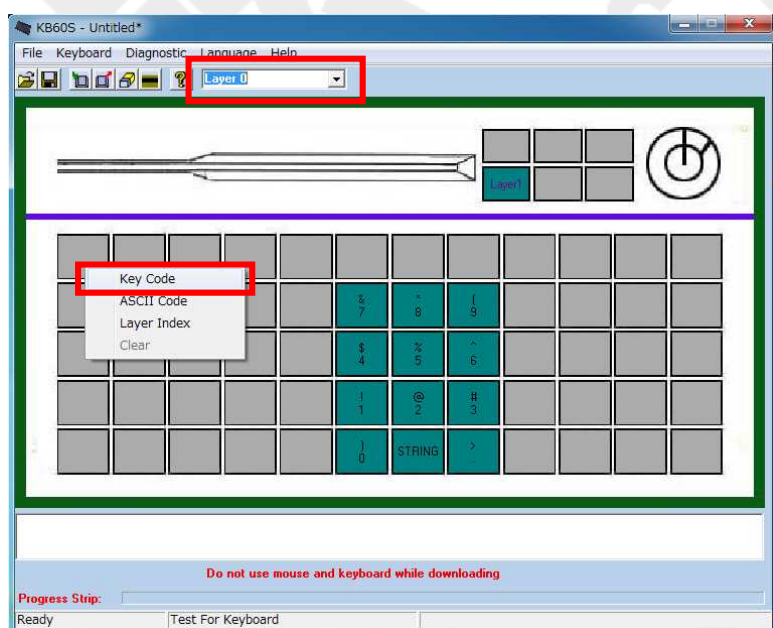 KB60S - Untitled*
File Keyboard Diagnostic Language Help
Layer 0
Layer1
Key Code
ASCII Code
Layer Index
Clear
& * (
7 8 9
$ % ^
4 5 6
! @ #
1 2 3
) STRING >
0 .
Do not use mouse and keyboard while downloading
Progress Strip:
Ready Test For Keyboard